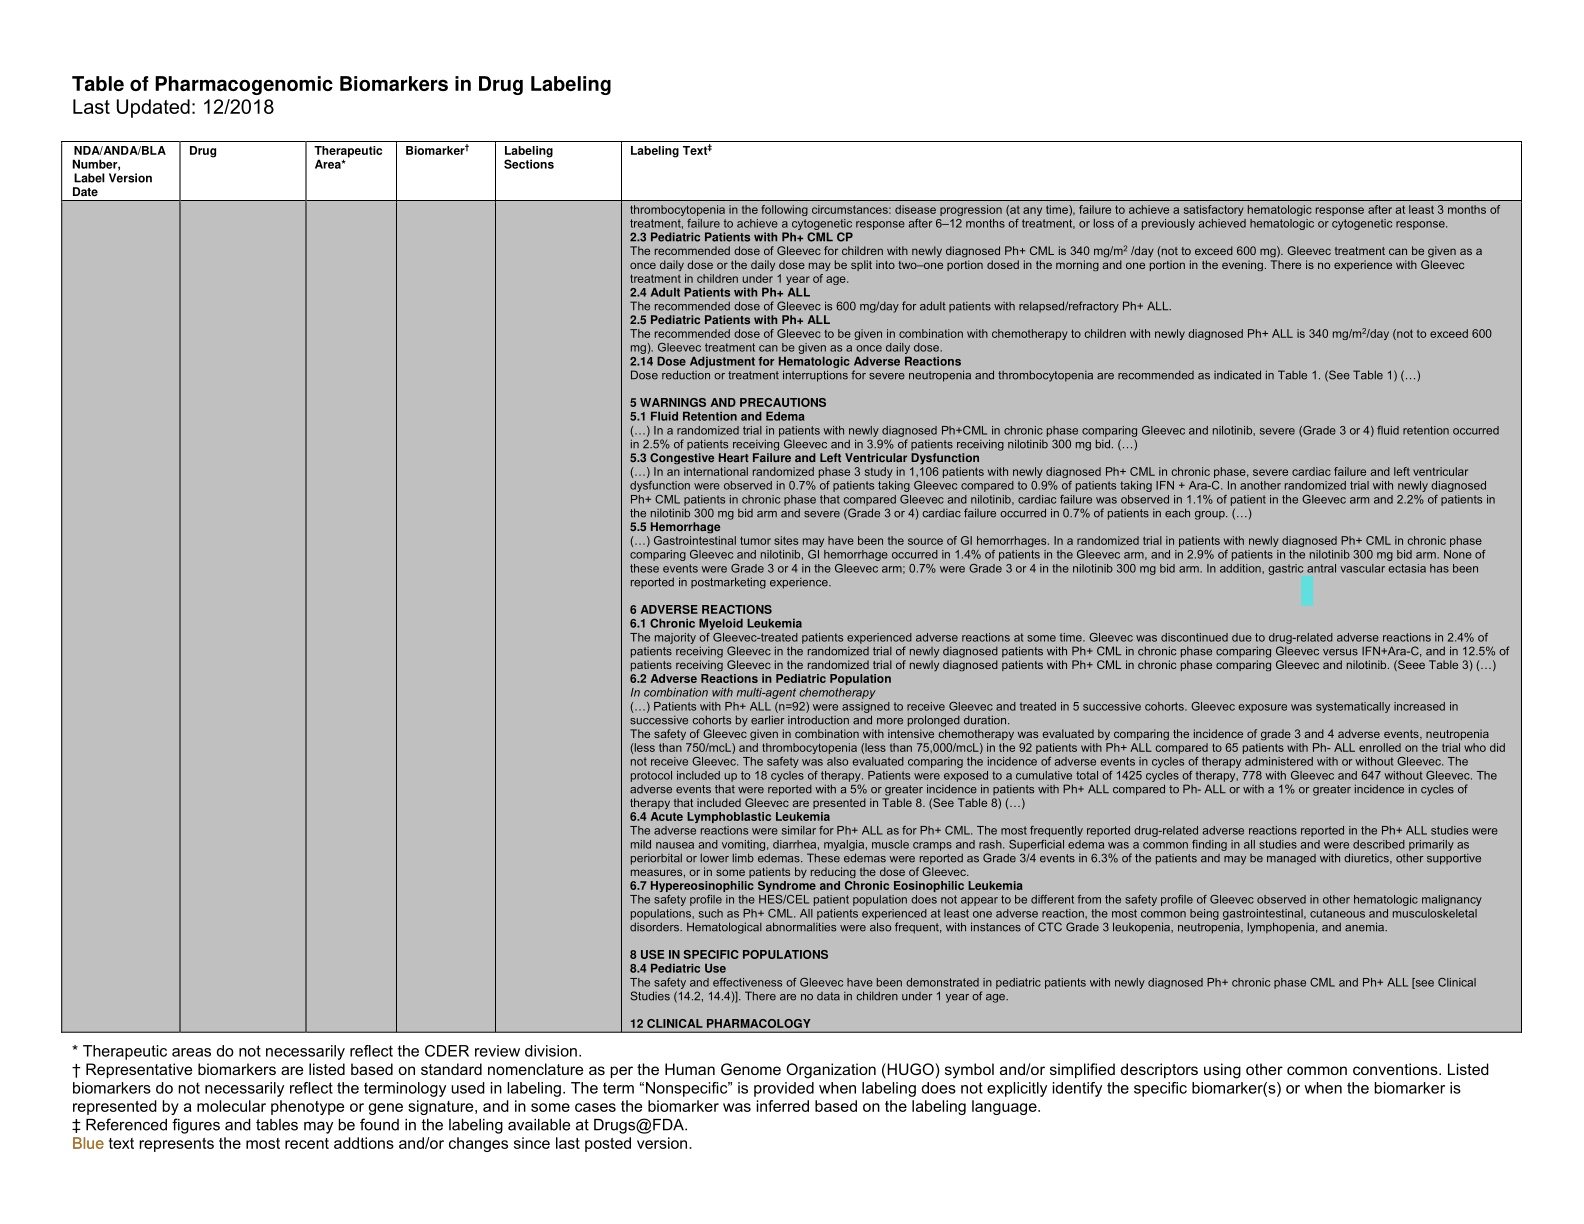 Table of Pharmacogenomic Biomarkers in Drug Labeling
Last Updated: 12/2018
NDA/ANDA/BLA
Number,
Label Version
Date
Drug
Therapeutic
Area*
Biomarker†
Labeling
Sections
Labeling Text‡
thrombocytopenia in the following circumstances: disease progression (at any time), failure to achieve a satisfactory hematologic response after at least 3 months of
treatment, failure to achieve a cytogenetic response after 6–12 months of treatment, or loss of a previously achieved hematologic or cytogenetic response.
2.3 Pediatric Patients with Ph+ CML CP
The recommended dose of Gleevec for children with newly diagnosed Ph+ CML is 340 mg/m2 /day (not to exceed 600 mg). Gleevec treatment can be given as a
once daily dose or the daily dose may be split into two–one portion dosed in the morning and one portion in the evening. There is no experience with Gleevec
treatment in children under 1 year of age.
2.4 Adult Patients with Ph+ ALL
The recommended dose of Gleevec is 600 mg/day for adult patients with relapsed/refractory Ph+ ALL.
2.5 Pediatric Patients with Ph+ ALL
The recommended dose of Gleevec to be given in combination with chemotherapy to children with newly diagnosed Ph+ ALL is 340 mg/m2/day (not to exceed 600
mg). Gleevec treatment can be given as a once daily dose.
2.14 Dose Adjustment for Hematologic Adverse Reactions
Dose reduction or treatment interruptions for severe neutropenia and thrombocytopenia are recommended as indicated in Table 1. (See Table 1) (…)
5 WARNINGS AND PRECAUTIONS
5.1 Fluid Retention and Edema
(…) In a randomized trial in patients with newly diagnosed Ph+CML in chronic phase comparing Gleevec and nilotinib, severe (Grade 3 or 4) fluid retention occurred
in 2.5% of patients receiving Gleevec and in 3.9% of patients receiving nilotinib 300 mg bid. (…)
5.3 Congestive Heart Failure and Left Ventricular Dysfunction
(…) In an international randomized phase 3 study in 1,106 patients with newly diagnosed Ph+ CML in chronic phase, severe cardiac failure and left ventricular
dysfunction were observed in 0.7% of patients taking Gleevec compared to 0.9% of patients taking IFN + Ara-C. In another randomized trial with newly diagnosed
Ph+ CML patients in chronic phase that compared Gleevec and nilotinib, cardiac failure was observed in 1.1% of patient in the Gleevec arm and 2.2% of patients in
the nilotinib 300 mg bid arm and severe (Grade 3 or 4) cardiac failure occurred in 0.7% of patients in each group. (…)
5.5 Hemorrhage
(…) Gastrointestinal tumor sites may have been the source of GI hemorrhages. In a randomized trial in patients with newly diagnosed Ph+ CML in chronic phase
comparing Gleevec and nilotinib, GI hemorrhage occurred in 1.4% of patients in the Gleevec arm, and in 2.9% of patients in the nilotinib 300 mg bid arm. None of
these events were Grade 3 or 4 in the Gleevec arm; 0.7% were Grade 3 or 4 in the nilotinib 300 mg bid arm. In addition, gastric antral vascular ectasia has been
reported in postmarketing experience.
6 ADVERSE REACTIONS
6.1 Chronic Myeloid Leukemia
The majority of Gleevec-treated patients experienced adverse reactions at some time. Gleevec was discontinued due to drug-related adverse reactions in 2.4% of
patients receiving Gleevec in the randomized trial of newly diagnosed patients with Ph+ CML in chronic phase comparing Gleevec versus IFN+Ara-C, and in 12.5% of
patients receiving Gleevec in the randomized trial of newly diagnosed patients with Ph+ CML in chronic phase comparing Gleevec and nilotinib. (Seee Table 3) (…)
6.2 Adverse Reactions in Pediatric Population
In combination with multi-agent chemotherapy
(…) Patients with Ph+ ALL (n=92) were assigned to receive Gleevec and treated in 5 successive cohorts. Gleevec exposure was systematically increased in
successive cohorts by earlier introduction and more prolonged duration.
The safety of Gleevec given in combination with intensive chemotherapy was evaluated by comparing the incidence of grade 3 and 4 adverse events, neutropenia
(less than 750/mcL) and thrombocytopenia (less than 75,000/mcL) in the 92 patients with Ph+ ALL compared to 65 patients with Ph- ALL enrolled on the trial who did
not receive Gleevec. The safety was also evaluated comparing the incidence of adverse events in cycles of therapy administered with or without Gleevec. The
protocol included up to 18 cycles of therapy. Patients were exposed to a cumulative total of 1425 cycles of therapy, 778 with Gleevec and 647 without Gleevec. The
adverse events that were reported with a 5% or greater incidence in patients with Ph+ ALL compared to Ph- ALL or with a 1% or greater incidence in cycles of
therapy that included Gleevec are presented in Table 8. (See Table 8) (…)
6.4 Acute Lymphoblastic Leukemia
The adverse reactions were similar for Ph+ ALL as for Ph+ CML. The most frequently reported drug-related adverse reactions reported in the Ph+ ALL studies were
mild nausea and vomiting, diarrhea, myalgia, muscle cramps and rash. Superficial edema was a common finding in all studies and were described primarily as
periorbital or lower limb edemas. These edemas were reported as Grade 3/4 events in 6.3% of the patients and may be managed with diuretics, other supportive
measures, or in some patients by reducing the dose of Gleevec.
6.7 Hypereosinophilic Syndrome and Chronic Eosinophilic Leukemia
The safety profile in the HES/CEL patient population does not appear to be different from the safety profile of Gleevec observed in other hematologic malignancy
populations, such as Ph+ CML. All patients experienced at least one adverse reaction, the most common being gastrointestinal, cutaneous and musculoskeletal
disorders. Hematological abnormalities were also frequent, with instances of CTC Grade 3 leukopenia, neutropenia, lymphopenia, and anemia.
8 USE IN SPECIFIC POPULATIONS
8.4 Pediatric Use
The safety and effectiveness of Gleevec have been demonstrated in pediatric patients with newly diagnosed Ph+ chronic phase CML and Ph+ ALL [see Clinical
Studies (14.2, 14.4)]. There are no data in children under 1 year of age.
12 CLINICAL PHARMACOLOGY
* Therapeutic areas do not necessarily reflect the CDER review division.
† Representative biomarkers are listed based on standard nomenclature as per the Human Genome Organization (HUGO) symbol and/or simplified descriptors using other common conventions. Listed
biomarkers do not necessarily reflect the terminology used in labeling. The term “Nonspecific” is provided when labeling does not explicitly identify the specific biomarker(s) or when the biomarker is
represented by a molecular phenotype or gene signature, and in some cases the biomarker was inferred based on the labeling language.
‡ Referenced figures and tables may be found in the labeling available at Drugs@FDA.
Blue text represents the most recent addtions and/or changes since last posted version.